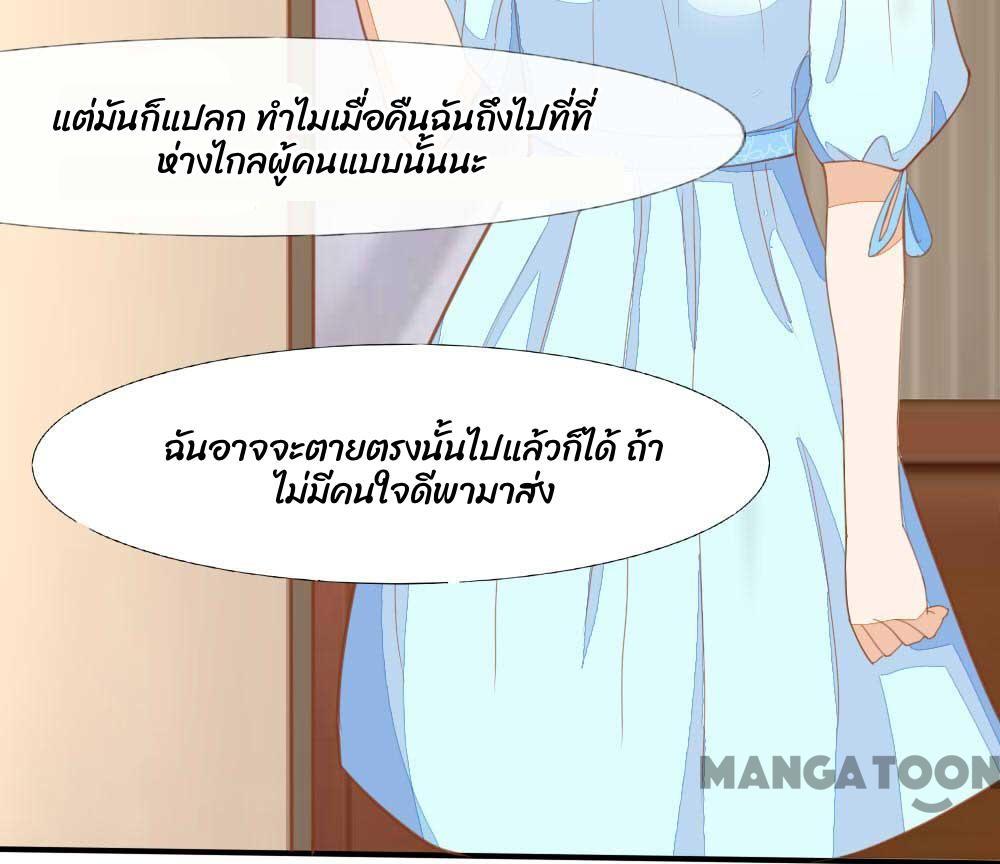 แต่มันก็แปลก ทำไมเมื่อคืนฉันถึงไปที่ที่
ห่างไกลผู้คนแบบนั้นนะ
ฉันอาจจะตายตรงนั้นไปแล้วก็ได้ ถ้า
ไม่มีคนใจดีพามาส่ง
MANGATOON